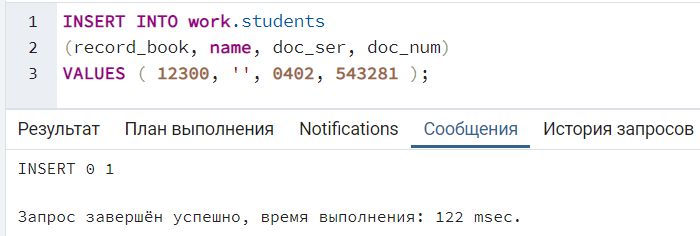 1 INSERT INTO work.students
2 (record_book, name, doc_ser, doc_num)
3 VALUES ( 12300, '', 0402, 543281 );
Результат План выполнения Notifications Сообщения История запросов
INSERT 0 1
Запрос завершён успешно, время выполнения: 122 msec.